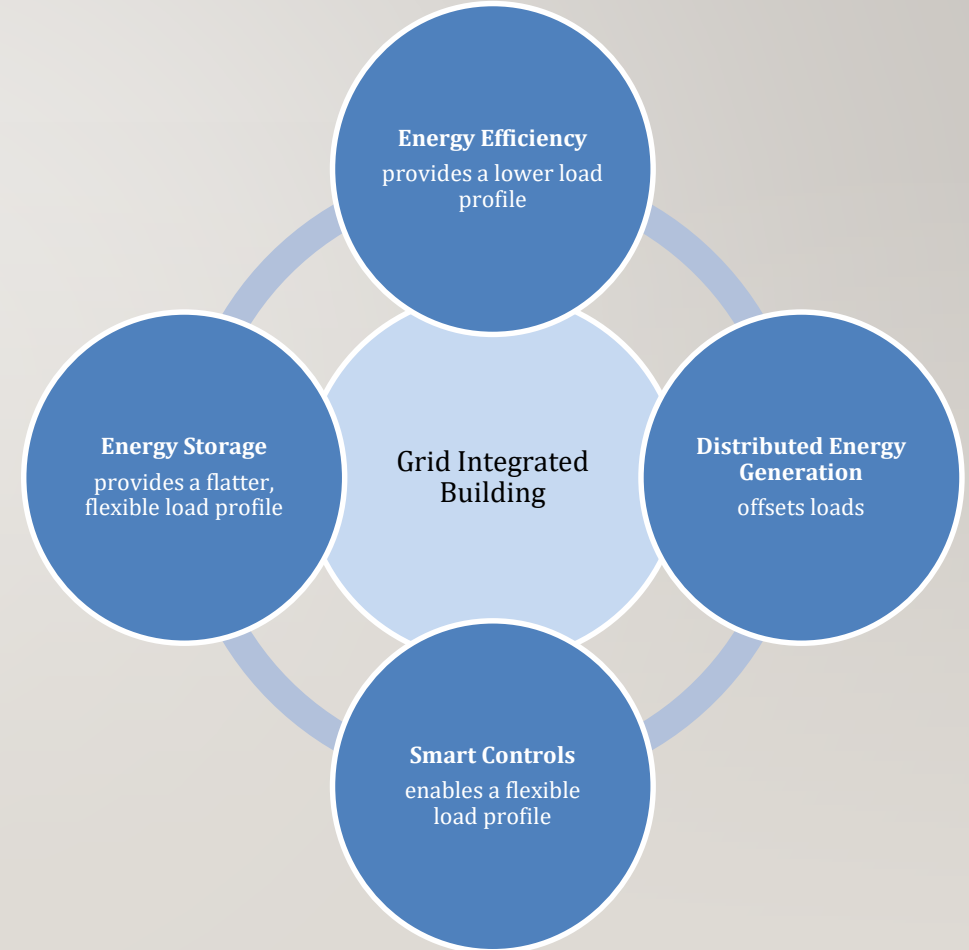 Energy Efficiency
provides a lower load
profile
Energy Storage
provides a flatter,
flexible load profile
Grid Integrated
Building
Distributed Energy
Generation
offsets loads
Smart Controls
enables a flexible
load profile